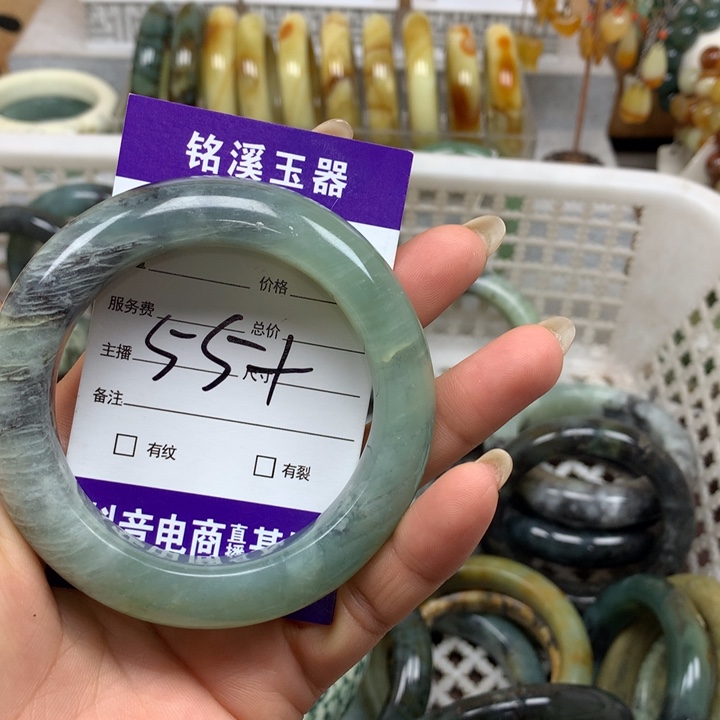 铭溪玉器
价格
服务费 总价
主播 尺寸
55+
备注
有纹 有裂
抖音电商直播基地